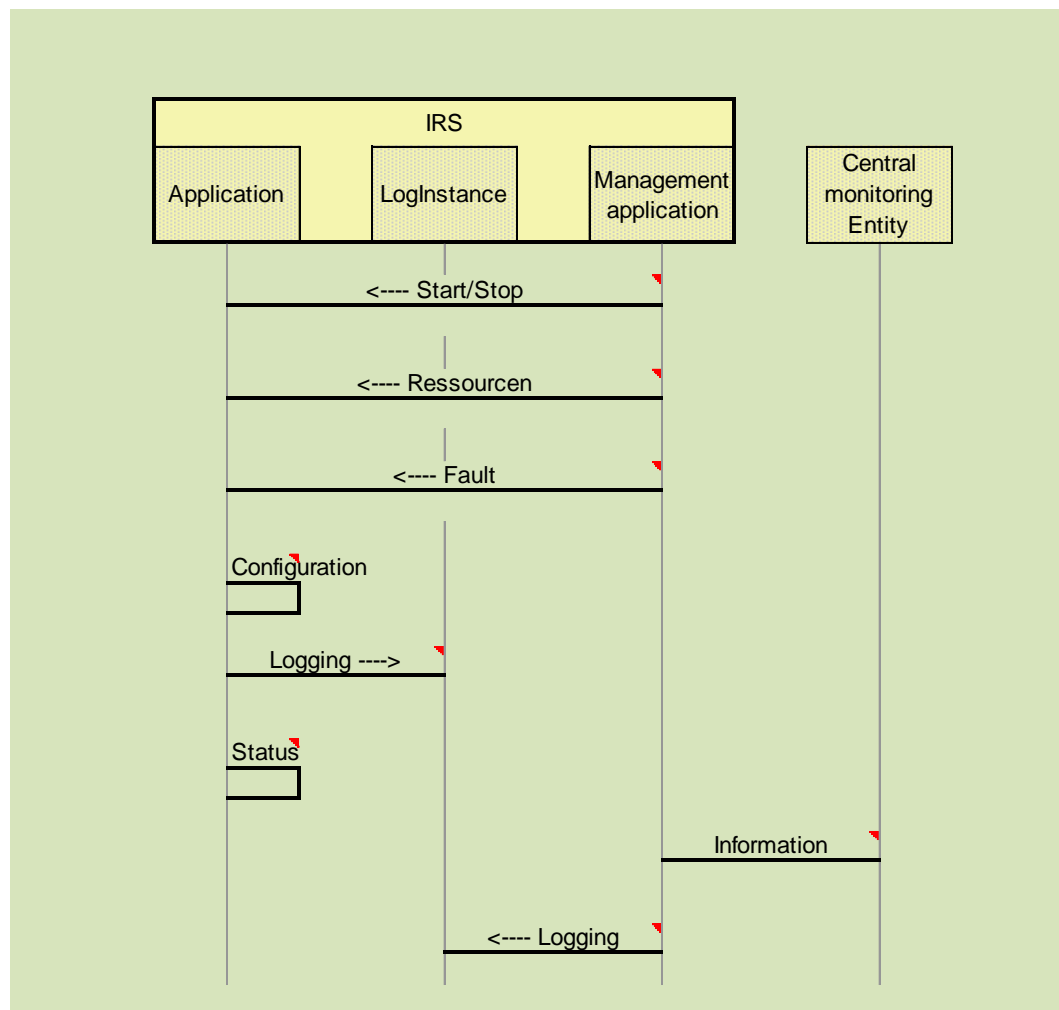 IRS
Application
LogInstance
Management
application
Central
monitoring
Entity
<---- Start/Stop
<---- Ressourcen
<---- Fault
Configuration
Logging ---->
Status
Information
<---- Logging